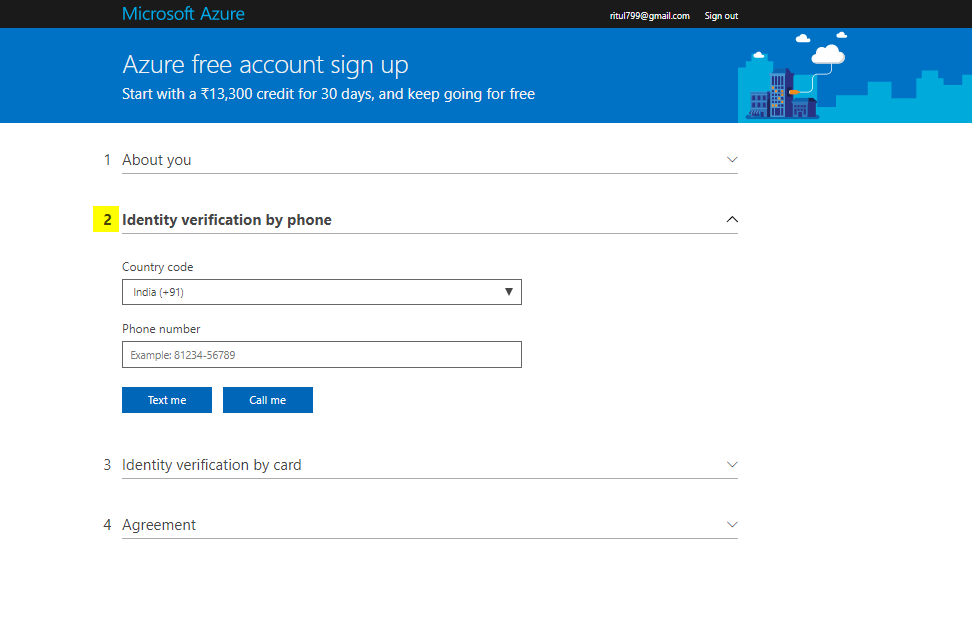 Microsoft Azure
ritul799@gmail.com Sign out
Azure free account sign up
Start with a ₹13,300 credit for 30 days, and keep going for free
1 About you
2 Identity verification by phone
Country code
India (+91)
Phone number
Example: 81234-56789
Text me Call me
3 Identity verification by card
4 Agreement